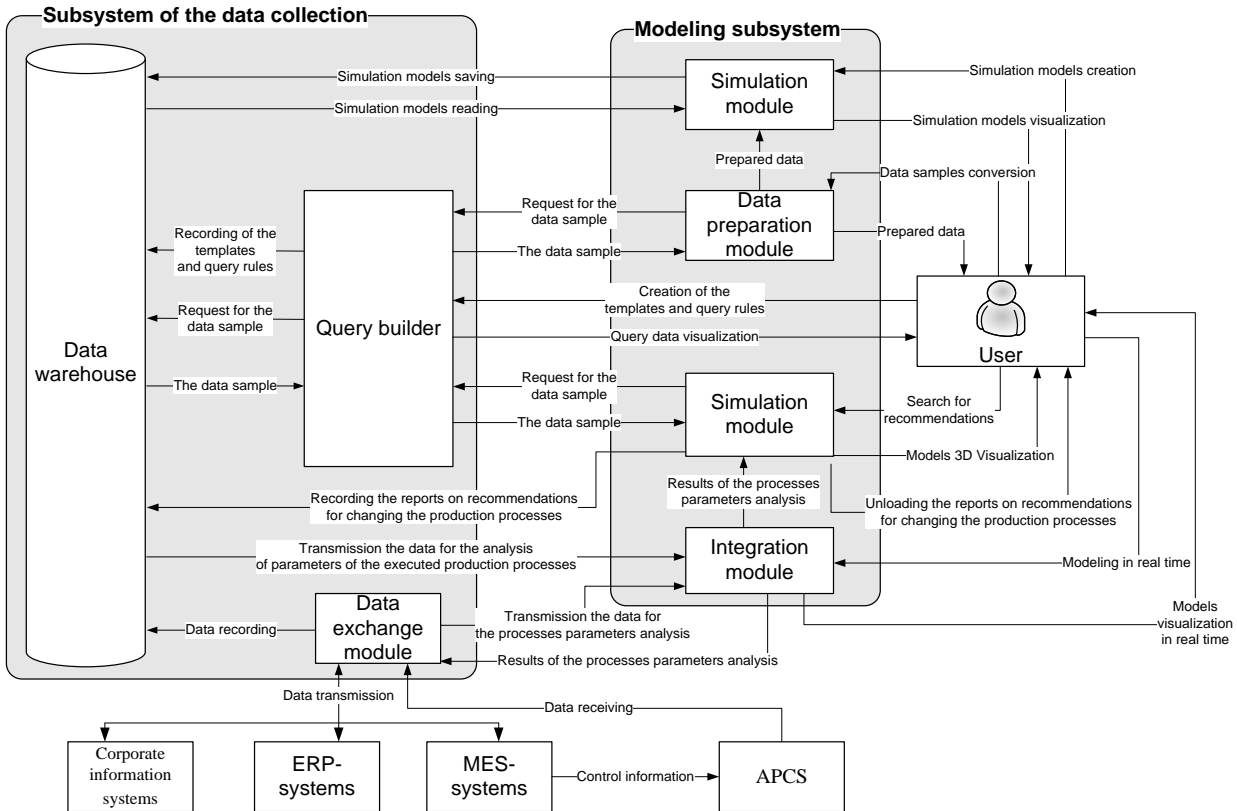 Subsystem of the data collection
Modeling subsystem
Simulation models saving
Simulation
module
Simulation models creation
Simulation models reading
Simulation models visualization
Prepared data
Data samples conversion
Request for the
data sample
Data
preparation
module
Recording of the
templates
and query rules
The data sample
Prepared data
Creation of the
templates and query rules
Request for the
data sample
Query builder
Query data visualization
User
Data
warehouse
The data sample
Request for the
data sample
Simulation
module
Search for
recommendations
The data sample
Models 3D Visualization
Results of the processes
parameters analysis
Recording the reports on recommendations
for changing the production processes
Unloading the reports on recommendations
for changing the production processes
Transmission the data for the analysis
of parameters of the executed production processes
Integration
module
Modeling in real time
Data
exchange
module
Transmission the data for
the processes parameters analysis
Data recording
Models
visualization
in real time
Results of the processes parameters analysis
Data transmission
Data receiving
Corporate
information
systems
ERP-
systems
MES-
systems
Control information
APCS